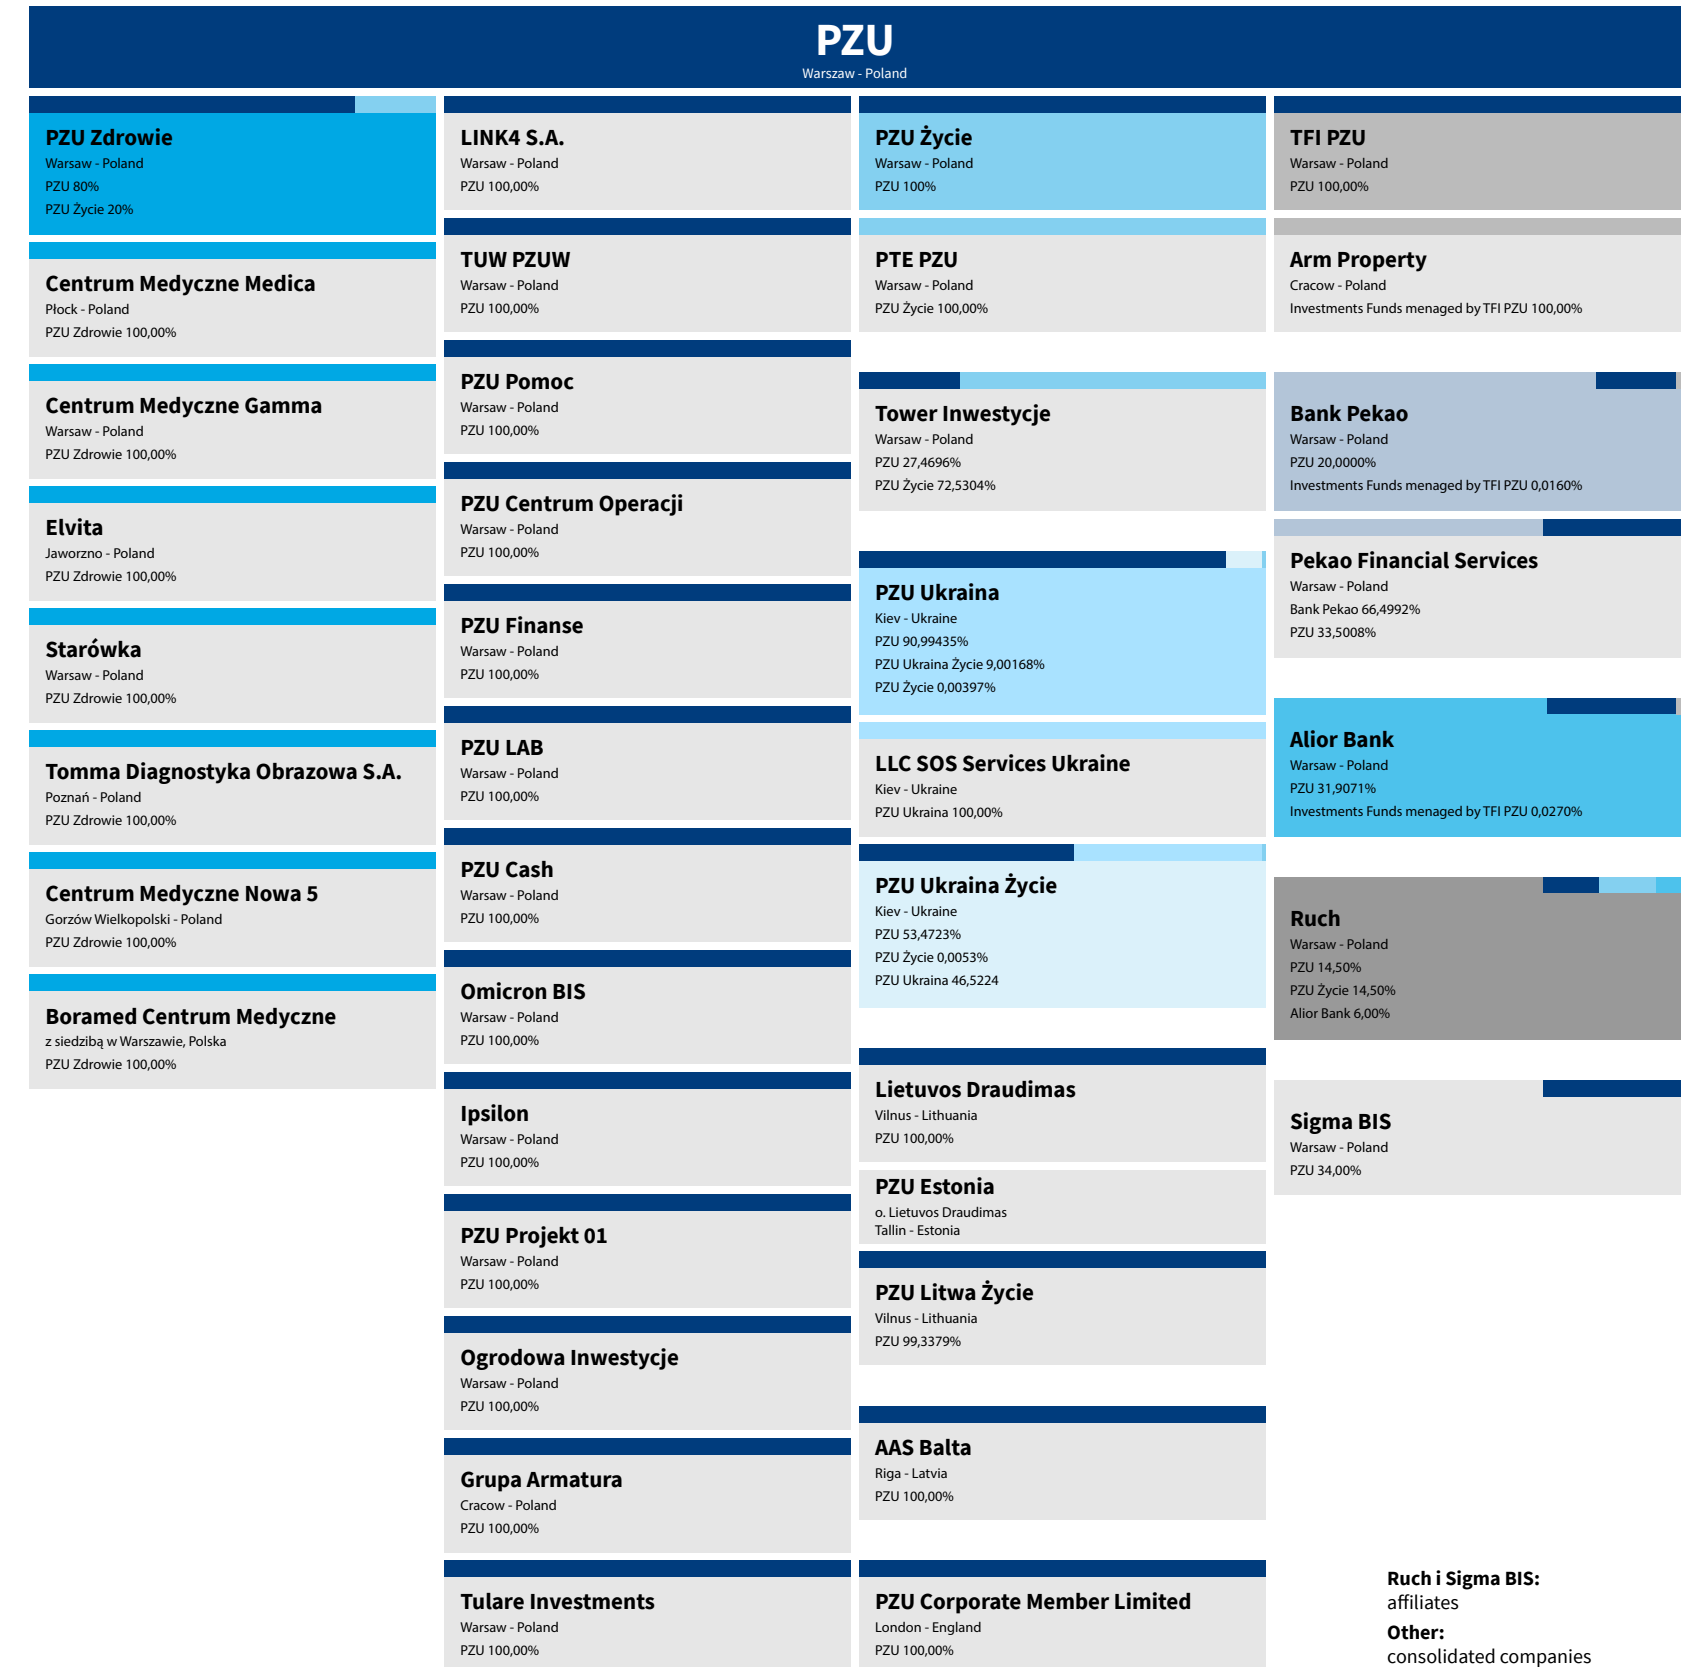 PZU
Warszaw - Poland
PZU Zdrowie
Warsaw - Poland
PZU 80%
PZU Życie 20%
Centrum Medyczne Medica
Płock - Poland
PZU Zdrowie 100,00%
Centrum Medyczne Gamma
Warsaw - Poland
PZU Zdrowie 100,00%
Elvita
Jaworzno - Poland
PZU Zdrowie 100,00%
Starówka
Warsaw - Poland
PZU Zdrowie 100,00%
Tomma Diagnostyka Obrazowa S.A.
Poznań - Poland
PZU Zdrowie 100,00%
Centrum Medyczne Nowa 5
Gorzów Wielkopolski - Poland
PZU Zdrowie 100,00%
Boramed Centrum Medyczne
z siedzibą w Warszawie, Polska
PZU Zdrowie 100,00%
LINK4 S.A.
Warsaw - Poland
PZU 100,00%
TUW PZUW
Warsaw - Poland
PZU 100,00%
PZU Pomoc
Warsaw - Poland
PZU 100,00%
PZU Centrum Operacji
Warsaw - Poland
PZU 100,00%
PZU Finanse
Warsaw - Poland
PZU 100,00%
PZU LAB
Warsaw - Poland
PZU 100,00%
PZU Cash
Warsaw - Poland
PZU 100,00%
Omicron BIS
Warsaw - Poland
PZU 100,00%
Ipsilon
Warsaw - Poland
PZU 100,00%
PZU Projekt 01
Warsaw - Poland
PZU 100,00%
Ogrodowa Inwestycje
Warsaw - Poland
PZU 100,00%
Grupa Armatura
Cracow - Poland
PZU 100,00%
Tulare Investments
Warsaw - Poland
PZU 100,00%
PZU Życie
Warsaw - Poland
PZU 100%
PTE PZU
Warsaw - Poland
PZU Życie 100,00%
Tower Inwestycje
Warsaw - Poland
PZU 27,4696%
PZU Życie 72,5304%
PZU Ukraina
Kiev - Ukraine
PZU 90,99435%
PZU Ukraina Życie 9,00168%
PZU Życie 0,00397%
LLC SOS Services Ukraine
Kiev - Ukraine
PZU Ukraina 100,00%
PZU Ukraina Życie
Kiev - Ukraine
PZU 53,4723%
PZU Życie 0,0053%
PZU Ukraina 46,5224
Lietuvos Draudimas
Vilnus - Lithuania
PZU 100,00%
PZU Estonia
o. Lietuvos Draudimas
Tallin - Estonia
PZU Litwa Życie
Vilnus - Lithuania
PZU 99,3379%
AAS Balta
Riga - Latvia
PZU 100,00%
PZU Corporate Member Limited
London - England
PZU 100,00%
TFI PZU
Warsaw - Poland
PZU 100,00%
Arm Property
Cracow - Poland
Investments Funds menaged by TFI PZU 100,00%
Bank Pekao
Warsaw - Poland
PZU 20,0000%
Investments Funds menaged by TFI PZU 0,0160%
Pekao Financial Services
Warsaw - Poland
Bank Pekao 66,4992%
PZU 33,5008%
Alior Bank
Warsaw - Poland
PZU 31,9071%
Investments Funds menaged by TFI PZU 0,0270%
Ruch
Warsaw - Poland
PZU 14,50%
PZU Życie 14,50%
Alior Bank 6,00%
Sigma BIS
Warsaw - Poland
PZU 34,00%
Ruch i Sigma BIS:
affiliates
Other:
consolidated companies